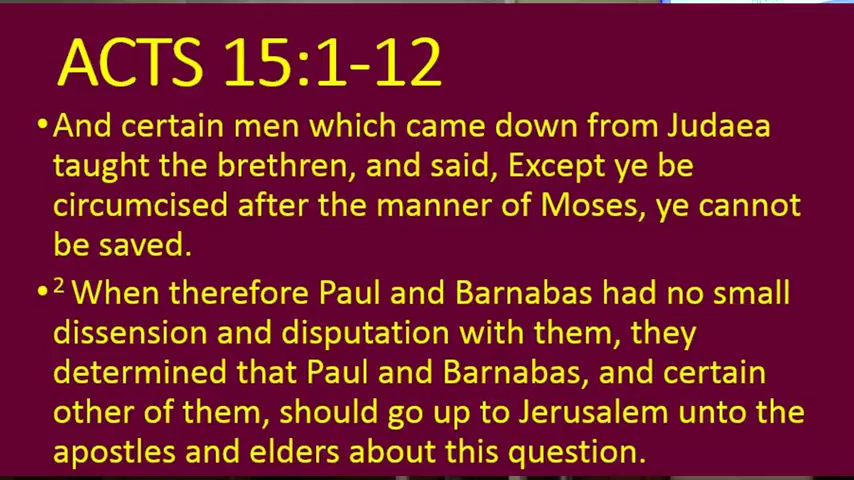 ACTS 15:1-12
•And certain men which came down from Judaea
taught the brethren, and said, Except ye be
circumcised after the manner of Moses, ye cannot
be saved.
•² When therefore Paul and Barnabas had no small
dissension and disputation with them, they
determined that Paul and Barnabas, and certain
other of them, should go up to Jerusalem unto the
apostles and elders about this question.